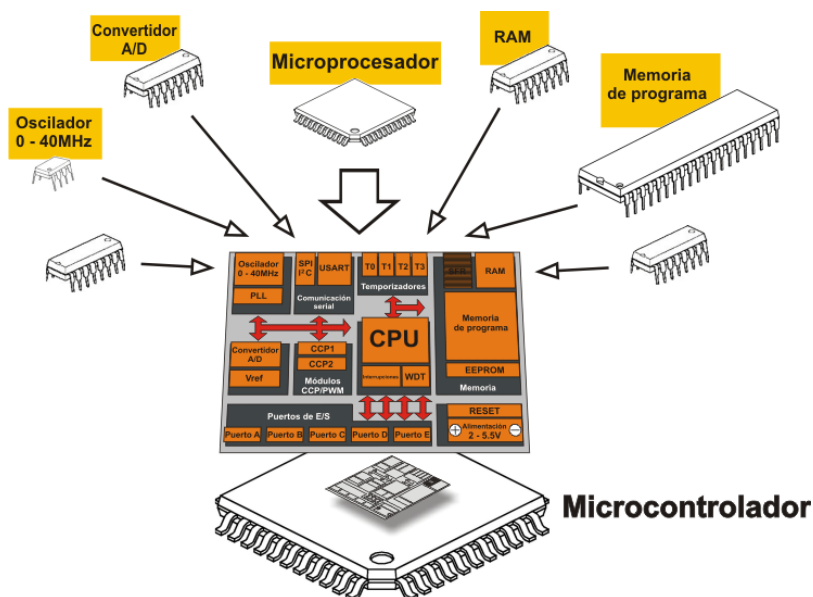 Convertidor
A/D
Microprocesador
RAM
Memoria
de programa
Oscilador
0 - 40MHz
Oscilador
0 - 40MHz
PLL
SPI
I²C
USART
Comunicación
serial
T0
T1
T2
T3
Temporizadores
SFR
RAM
Memoria
de programa
EEPROM
Memoria
Convertidor
A/D
Vref
CCP1
CCP2
Módulos
CCP/PWM
CPU
Interrupciones
WDT
Puertos de E/S
Puerto A
Puerto B
Puerto C
Puerto D
Puerto E
RESET
+
Alimentación
2 - 5.5V
−
Microcontrolador